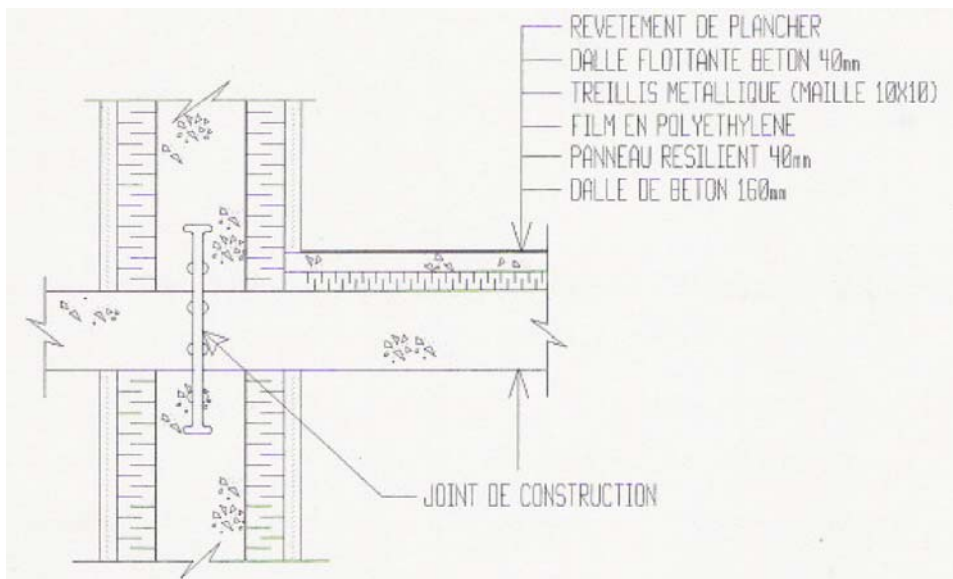 REVETEMENT DE PLANCHER
DALLE FLOTTANTE BETON 40mm
TREILLIS METALLIQUE (MAILLE 10X10)
FILM EN POLYETHYLENE
PANNEAU RESILIENT 40mm
DALLE DE BETON 160mm
JOINT DE CONSTRUCTION